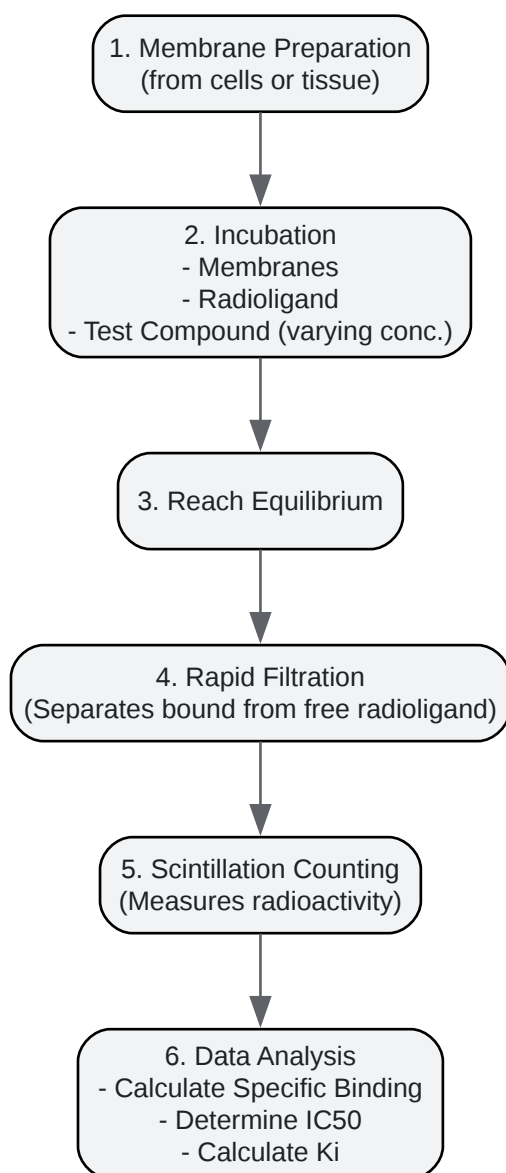 1. Membrane Preparation
(from cells or tissue)
2. Incubation
- Membranes
- Radioligand
- Test Compound (varying conc.)
3. Reach Equilibrium
4. Rapid Filtration
(Separates bound from free radioligand)
5. Scintillation Counting
(Measures radioactivity)
6. Data Analysis
- Calculate Specific Binding
- Determine IC50
- Calculate Ki